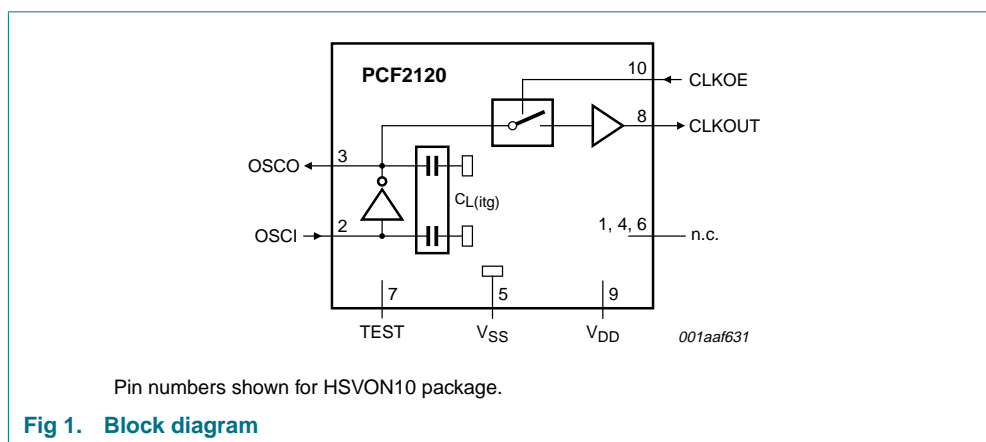 PCF2120
10
CLKOE
8
CLKOUT
3
OSCO
CL(itg)
2
OSCI
1, 4, 6
n.c.
7
5
9
TEST
VSS
VDD
001aaf631
Pin numbers shown for HSVON10 package.
Fig 1. Block diagram